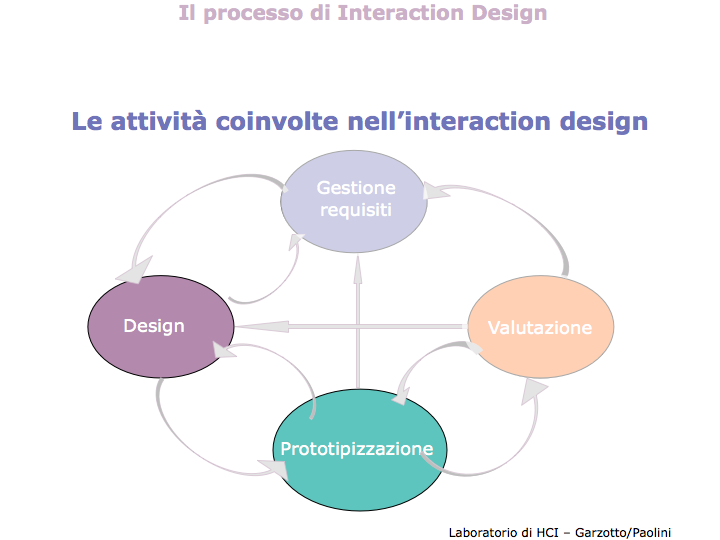 Il processo di Interaction Design
Le attività coinvolte nell’interaction design
Gestione
requisiti
Design
Valutazione
Prototipizzazione
Laboratorio di HCI – Garzotto/Paolini